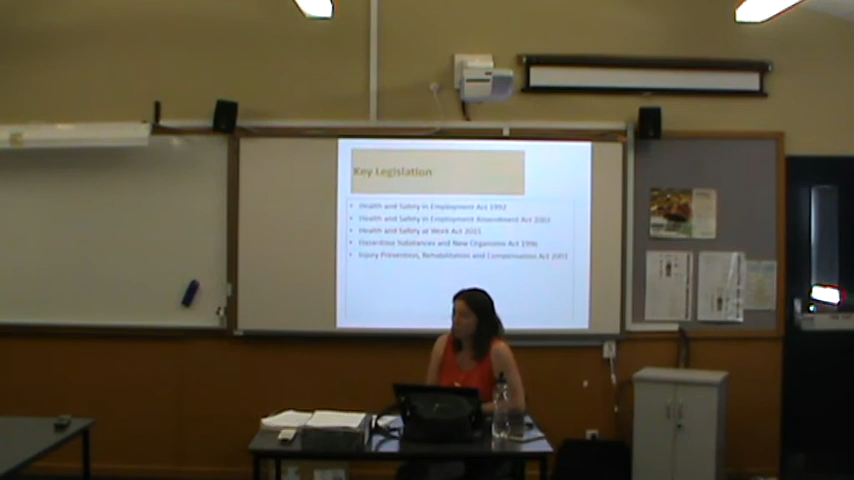 Key Legislation
• Health and Safety in Employment Act 1992
• Health and Safety in Employment Amendment Act 2002
• Health and Safety at Work Act 2015
• Hazardous Substances and New Organisms Act 1996
• Injury Prevention, Rehabilitation and Compensation Act 2001